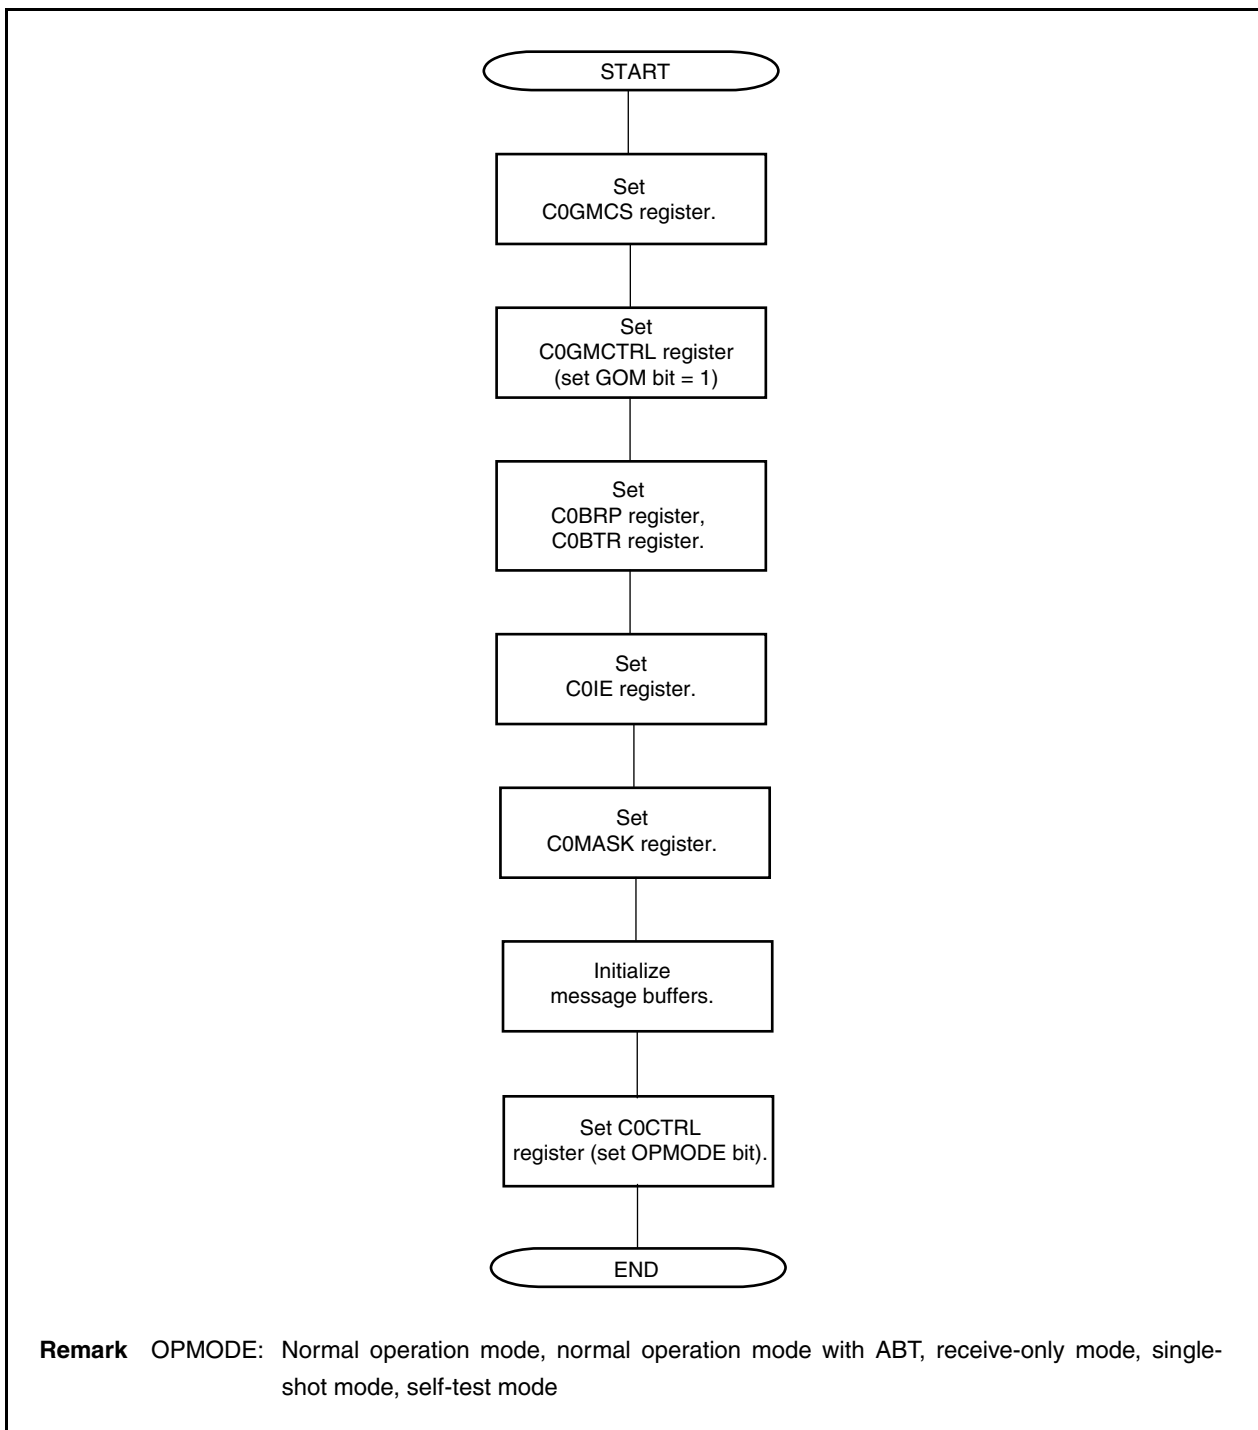 START
Set
C0GMCS register.
Set
C0GMCTRL register
(set GOM bit = 1)
Set
C0BRP register,
C0BTR register.
Set
C0IE register.
Set
C0MASK register.
Initialize
message buffers.
Set C0CTRL
register (set OPMODE bit).
END
Remark OPMODE: Normal operation mode, normal operation mode with ABT, receive-only mode, single-
shot mode, self-test mode